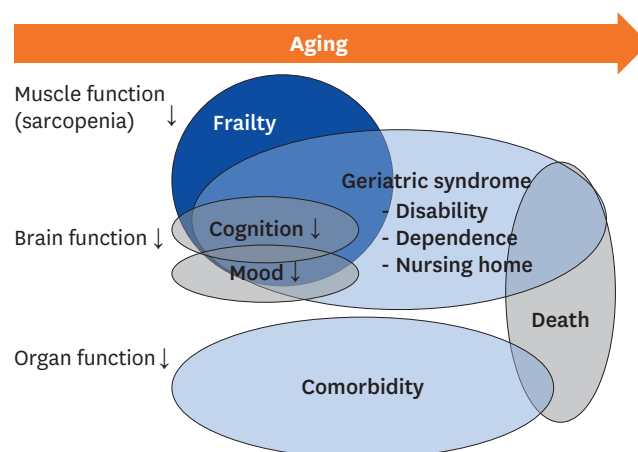 Aging
Muscle function
(sarcopenia) ↓
Frailty
Geriatric syndrome
- Disability
- Dependence
- Nursing home
Cognition ↓
Brain function ↓
Mood ↓
Death
Organ function ↓
Comorbidity